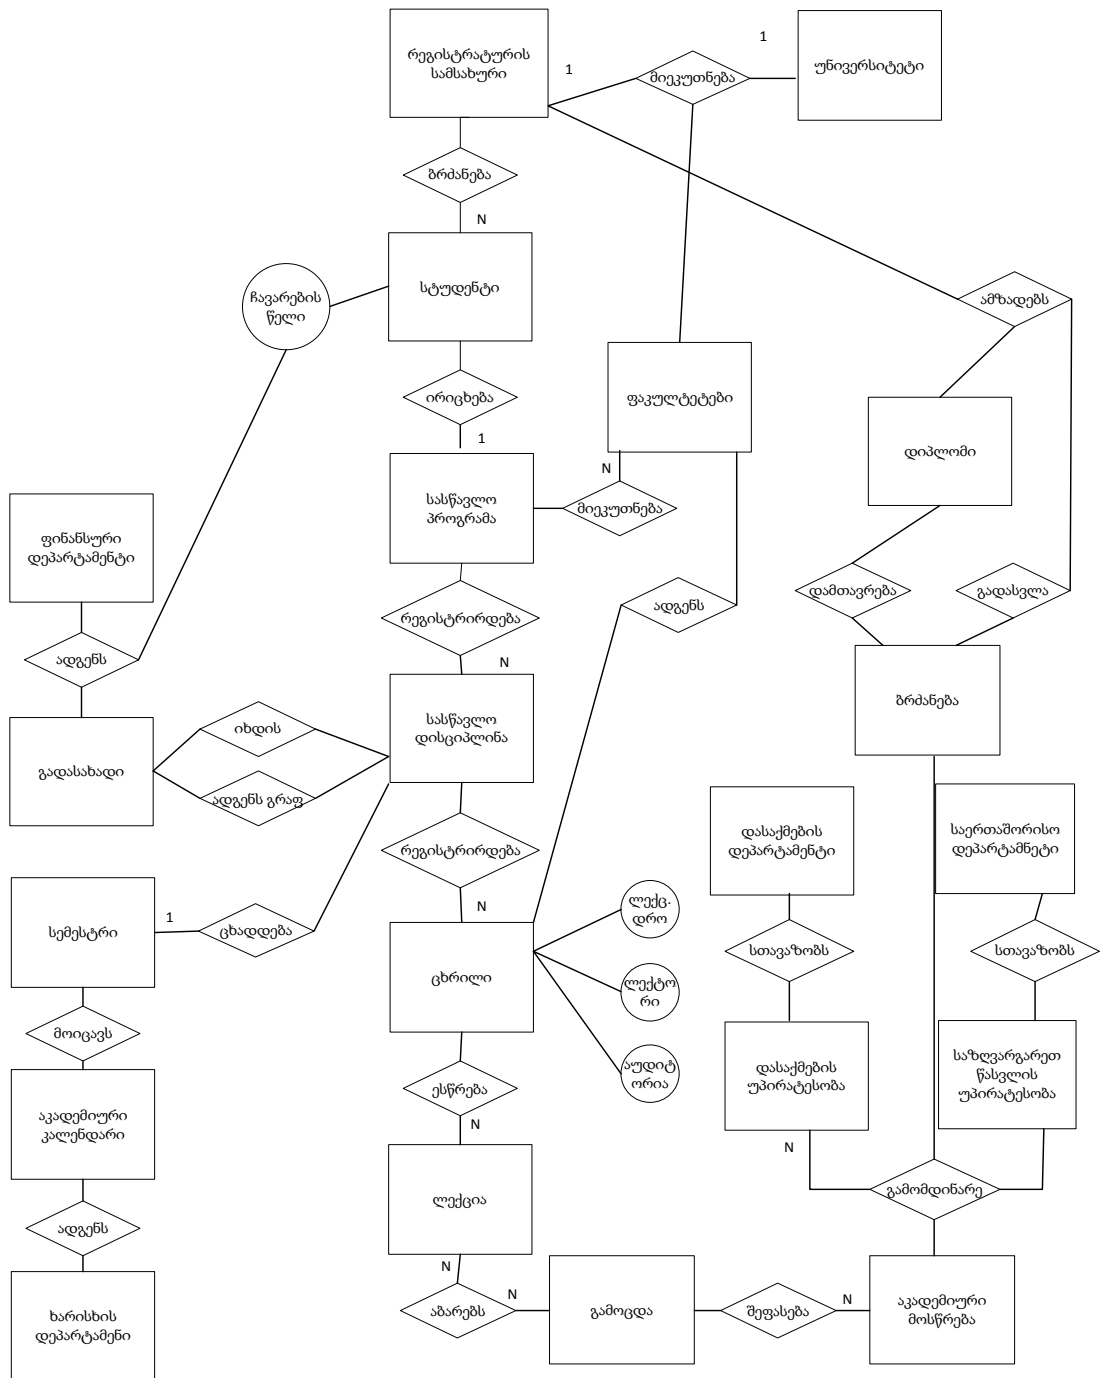 რეგისტრატურის
სამსახური
1
მიეკუთნება
1
უნივერსიტეტი
ბრძანება
N
სტუდენტი
ჩავარების
წელი
ამზადებს
ირიცხება
1
ფაკულტეტები
დიპლომი
სასწავლო
პროგრამა
N
მიეკუთნება
ფინანსური
დეპარტამენტი
რეგისტრირდება
N
ადგენს
დამთავრება
გადასვლა
ადგენს
სასწავლო
დისციპლინა
ბრძანება
გადასახადი
იხდის
ადგენს გრაფ
რეგისტრირდება
N
დასაქმების
დეპარტამენტი
საერთაშორისო
დეპარტამნეტი
სემესტრი
1
ცხადდება
ცხრილი
ლექც.
დრო
ლექტო
რი
აუდიტ
ორია
სთავაზობს
სთავაზობს
მოიცავს
ესწრება
N
დასაქმების
უპირატესობა
N
საზღვარგარეთ
წასვლის
უპირატესობა
აკადემიური
კალენდარი
ლექცია
N
გამომდინარე
ადგენს
ხარისხის
დეპარტამენი
აბარებს
N
გამოცდა
შეფასება
N
აკადემიური
მოსწრება